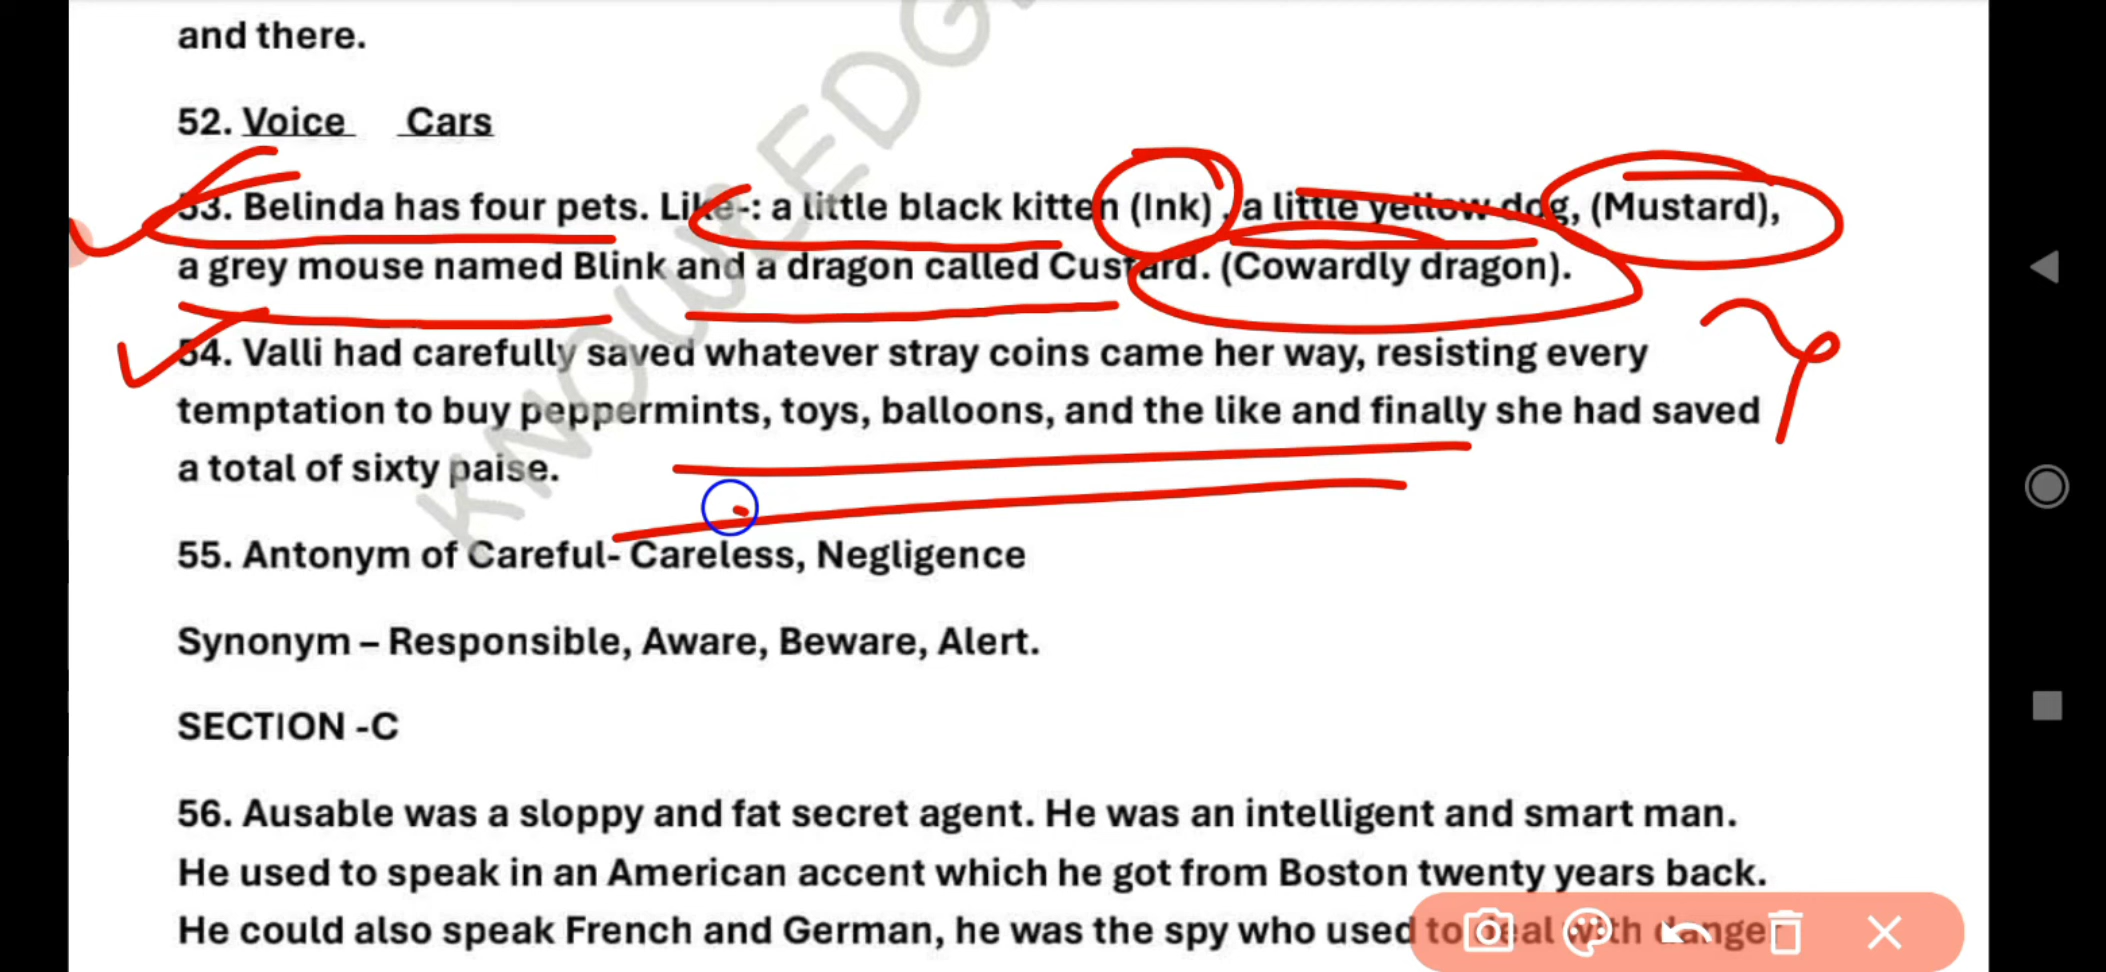 and there.
52. Voice Cars
53. Belinda has four pets. Like-: a little black kitten (Ink) , a little yellow dog, (Mustard),
a grey mouse named Blink and a dragon called Custard. (Cowardly dragon).
54. Valli had carefully saved whatever stray coins came her way, resisting every
temptation to buy peppermints, toys, balloons, and the like and finally she had saved
a total of sixty paise.
55. Antonym of Careful- Careless, Negligence
Synonym – Responsible, Aware, Beware, Alert.
SECTION -C
56. Ausable was a sloppy and fat secret agent. He was an intelligent and smart man.
He used to speak in an American accent which he got from Boston twenty years back.
He could also speak French and German, he was the spy who used to deal with danger